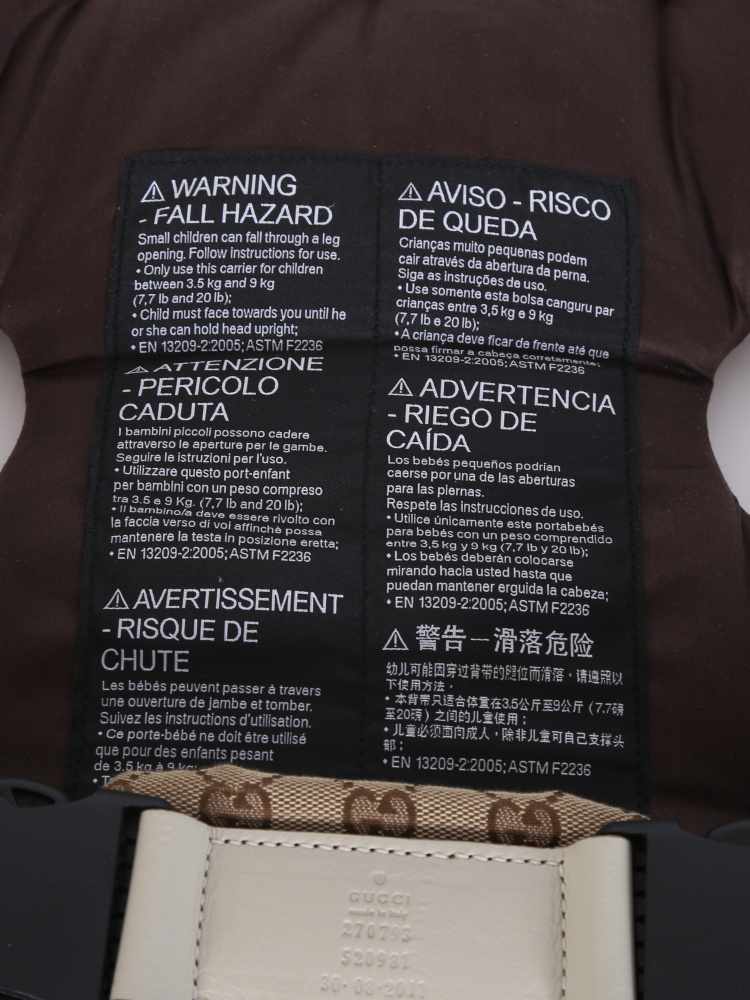 ⚠ WARNING
- FALL HAZARD
Small children can fall through a leg
opening. Follow instructions for use.
• Only use this carrier for children
between 3.5 kg and 9 kg
(7,7 lb and 20 lb);
• Child must face towards you until he
or she can hold head upright;
• EN 13209-2:2005; ASTM F2236
⚠ ATTENZIONE
- PERICOLO
CADUTA
I bambini piccoli possono cadere
attraverso le aperture per le gambe.
Seguire le istruzioni per l'uso.
• Utilizzare questo port-enfant
per bambini con un peso compreso
tra 3.5 e 9 Kg. (7,7 lb and 20 lb);
• Il bambino/a deve essere rivolto con
la faccia verso di voi affinché possa
mantenere la testa in posizione eretta;
• EN 13209-2:2005; ASTM F2236
⚠ AVERTISSEMENT
- RISQUE DE
CHUTE
Les bébés peuvent passer à travers
une ouverture de jambe et tomber.
Suivez les instructions d'utilisation.
• Ce porte-bébé ne doit être utilisé
que pour des enfants pesant
de 3.5 kg à 9 kg
⚠ AVISO - RISCO
DE QUEDA
Crianças muito pequenas podem
cair através da abertura da perna.
Siga as instruções de uso.
• Use somente esta bolsa canguru par
crianças entre 3,5 kg e 9 kg
(7,7 lb e 20 lb);
• A criança deve ficar de frente até que
possa firmar a cabeça corretamente;
• EN 13209-2:2005; ASTM F2236
⚠ ADVERTENCIA
- RIEGO DE
CAÍDA
Los bebés pequeños podrian
caerse por una de las aberturas
para las piernas.
Respete las instrucciones de uso.
• Utilice únicamente este portabebés
para bebés con un peso comprendido
entre 3,5 kg y 9 kg (7,7 lb y 20 lb);
• Los bebés deberán colocarse
mirando hacia usted hasta que
puedan mantener erguida la cabeza;
• EN 13209-2:2005; ASTM F2236
⚠ 警告－滑落危险
幼儿可能因穿过背带的腿位而滑落，请遵照以
下使用方法。
• 本背带只适合体重在3.5公斤至9公斤（7.7磅
至20磅）之间的儿童使用；
• 儿童必须面向成人，除非儿童可自己支撑头
部；
• EN 13209-2:2005; ASTM F2236
GUCCI
made in Italy
270793
520981
30-08-2011